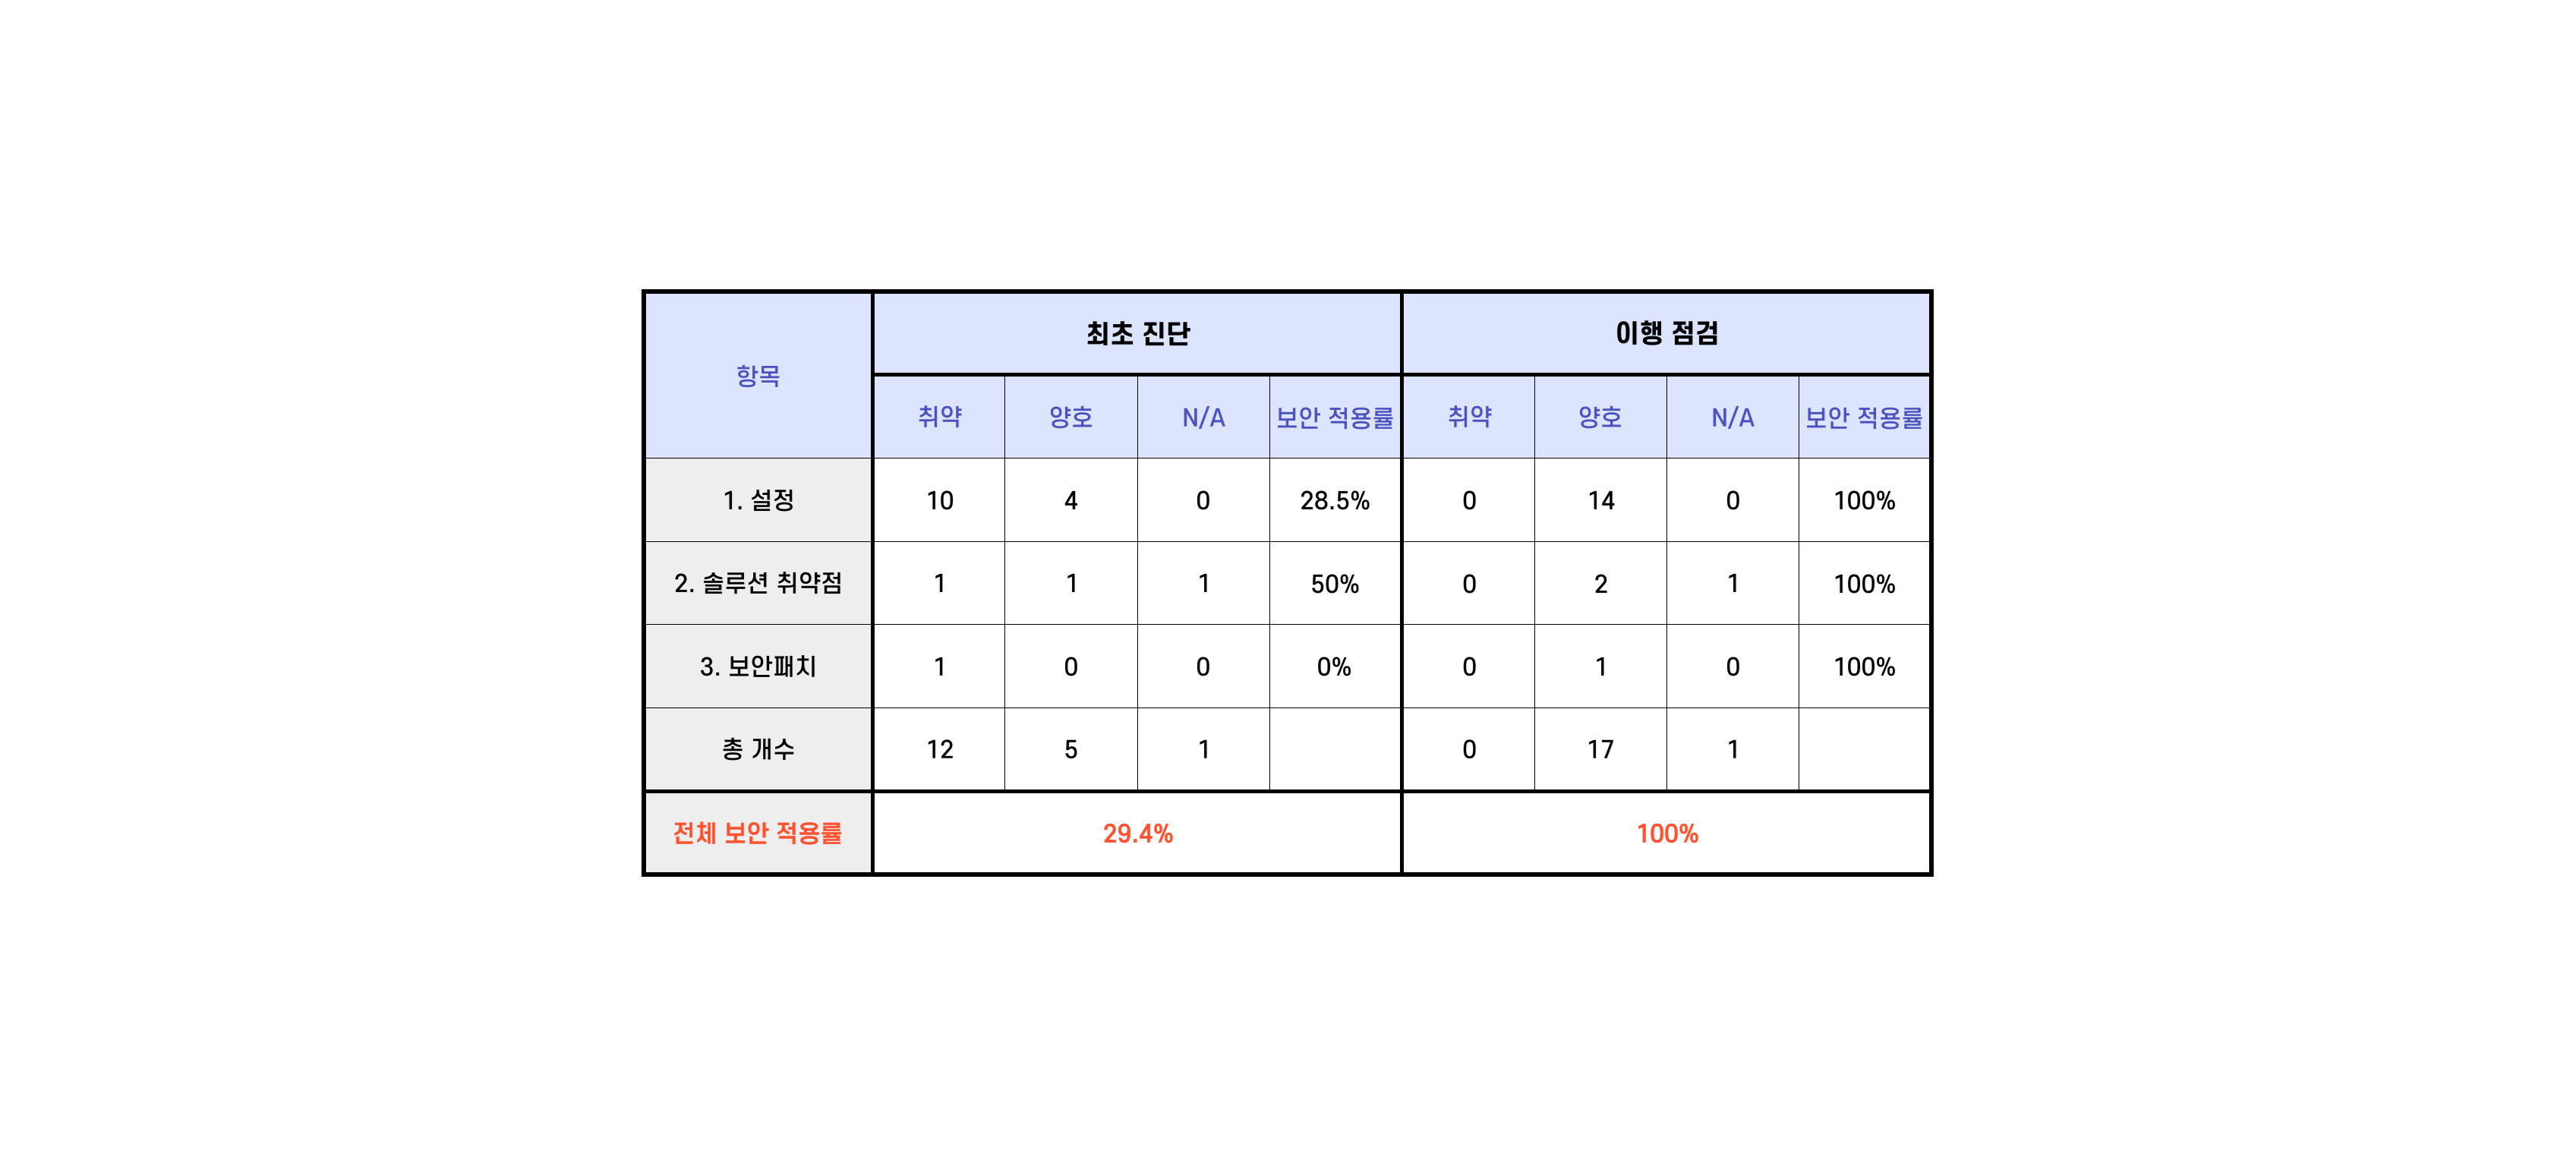 항목 최초 진단 이행 점검
취약 양호 N/A 보안 적용률 취약 양호 N/A 보안 적용률
1. 설정 10 4 0 28.5% 0 14 0 100%
2. 솔루션 취약점 1 1 1 50% 0 2 1 100%
3. 보안패치 1 0 0 0% 0 1 0 100%
총 개수 12 5 1 0 17 1
전체 보안 적용률 29.4% 100%